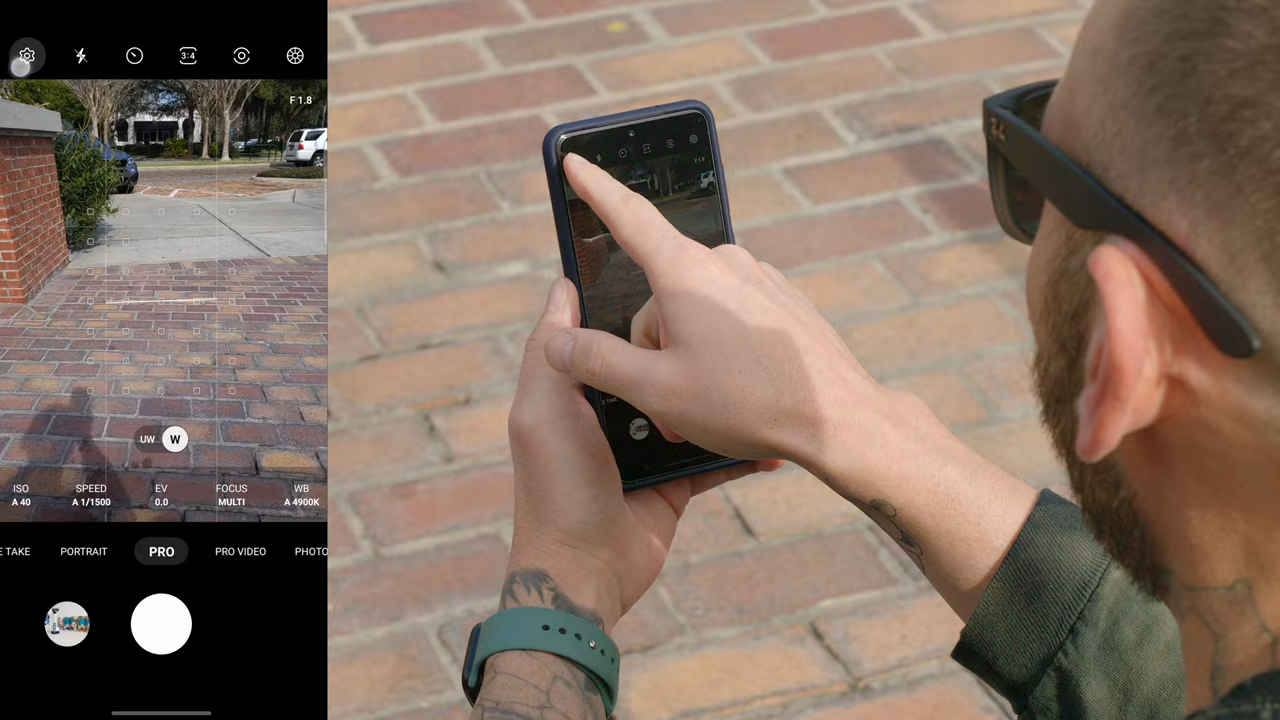 3:4
F1.8
UW W
ISO SPEED EV FOCUS WB
A 40 A 1/1500 0.0 MULTI A 4900K
E TAKE PORTRAIT PRO PRO VIDEO PHOTO